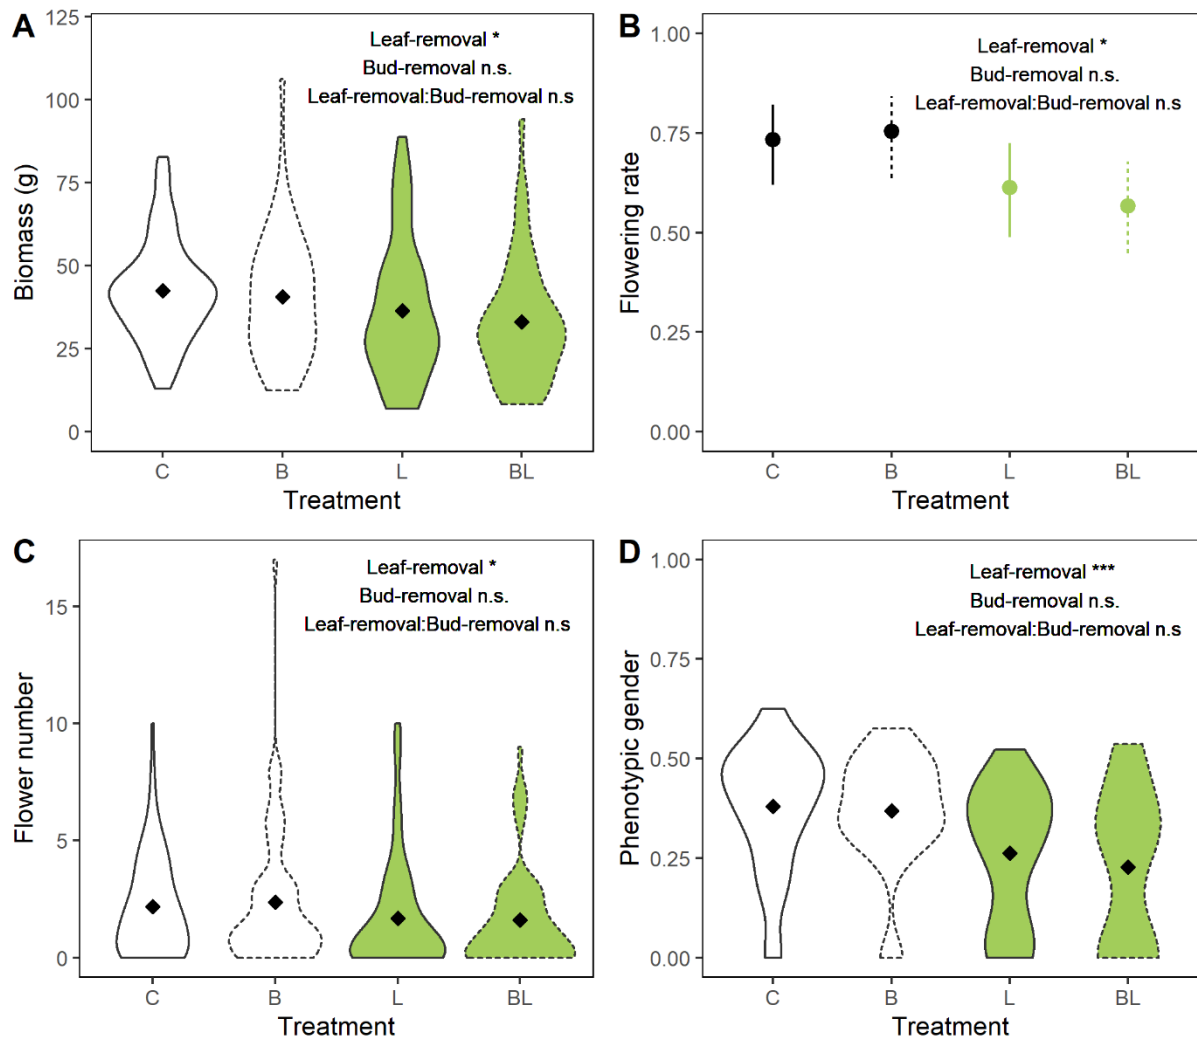 A
Leaf-removal *
Bud-removal n.s.
Leaf-removal:Bud-removal n.s
125
100
75
50
25
0
Biomass (g)
C B L BL
Treatment
B
Leaf-removal *
Bud-removal n.s.
Leaf-removal:Bud-removal n.s
1.00
0.75
0.50
0.25
0.00
Flowering rate
C B L BL
Treatment
C
Leaf-removal *
Bud-removal n.s.
Leaf-removal:Bud-removal n.s
15
10
5
0
Flower number
C B L BL
Treatment
D
Leaf-removal ***
Bud-removal n.s.
Leaf-removal:Bud-removal n.s
1.00
0.75
0.50
0.25
0.00
Phenotypic gender
C B L BL
Treatment